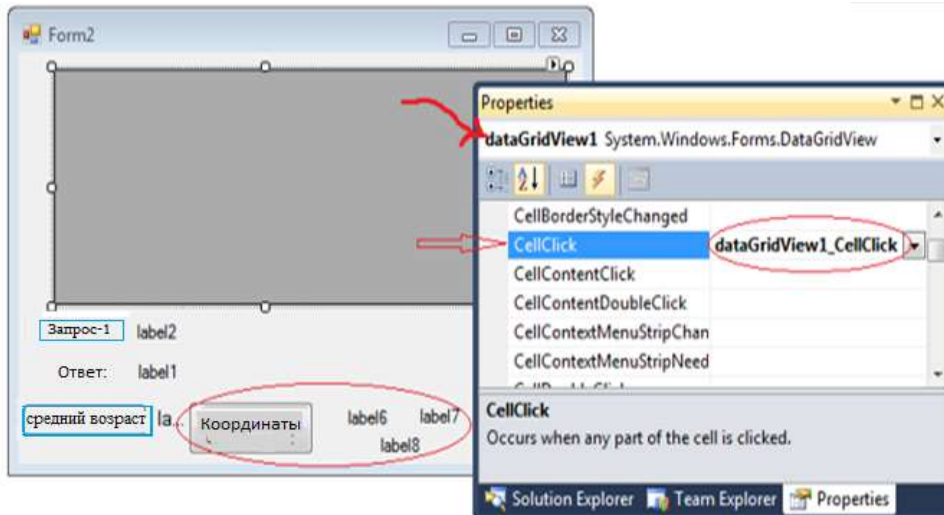 Form2
Properties
dataGridView1 System.Windows.Forms.DataGridView
CellBorderStyleChanged
CellClick dataGridView1_CellClick
CellContentClick
CellContentDoubleClick
CellContextMenuStripChan
CellContextMenuStripNeed
Запрос-1 label2
Ответ: label1
средний возраст la...
Координаты
label6 label7
label8
CellClick
Occurs when any part of the cell is clicked.
Solution Explorer Team Explorer Properties